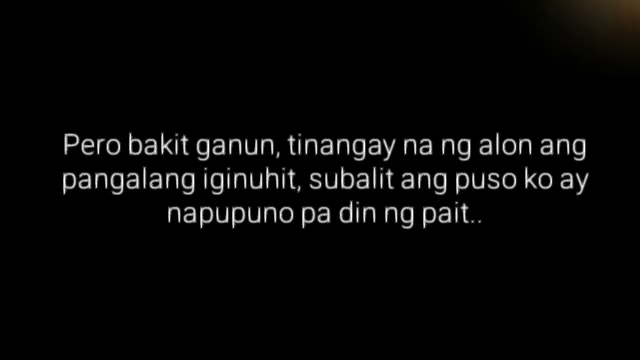 Pero bakit ganun, tinangay na ng alon ang
pangalang iginuhit, subalit ang puso ko ay
napupuno pa din ng pait..